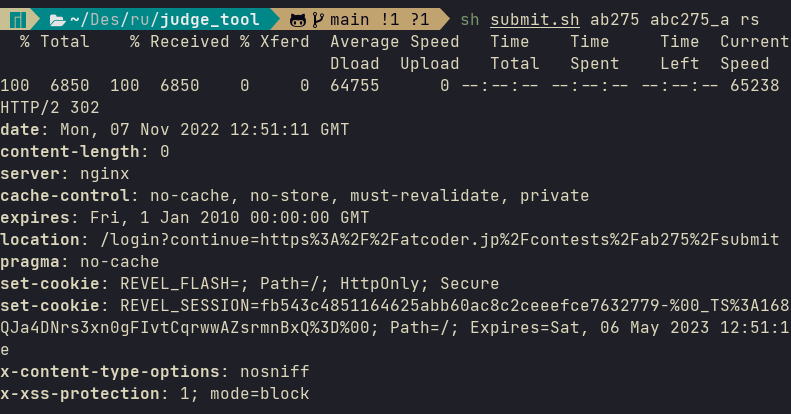 ~/Des/ru/judge_tool main !1 ?1 sh submit.sh ab275 abc275_a rs
% Total % Received % Xferd Average Speed Time Time Time Current
Dload Upload Total Spent Left Speed
100 6850 100 6850 0 0 64755 0 --:--:-- --:--:-- --:--:-- 65238
HTTP/2 302
date: Mon, 07 Nov 2022 12:51:11 GMT
content-length: 0
server: nginx
cache-control: no-cache, no-store, must-revalidate, private
expires: Fri, 1 Jan 2010 00:00:00 GMT
location: /login?continue=https%3A%2F%2Fatcoder.jp%2Fcontests%2Fab275%2Fsubmit
pragma: no-cache
set-cookie: REVEL_FLASH=; Path=/; HttpOnly; Secure
set-cookie: REVEL_SESSION=fb543c4851164625abb60ac8c2ceeefce7632779-%00_TS%3A168
QJa4DNrs3xn0gFIvtCqrwwAZsrmnBxQ%3D%00; Path=/; Expires=Sat, 06 May 2023 12:51:1
e
x-content-type-options: nosniff
x-xss-protection: 1; mode=block